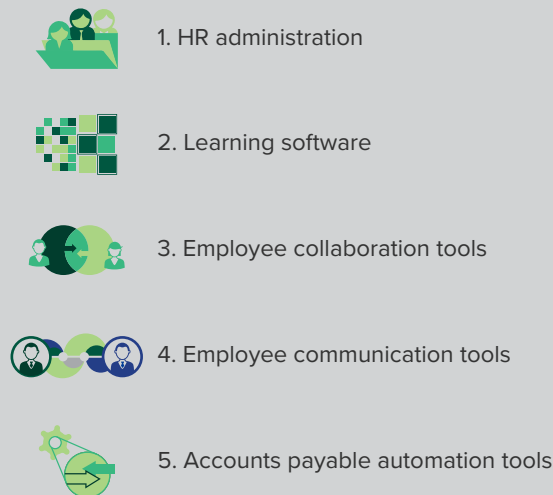 1. HR administration
2. Learning software
3. Employee collaboration tools
4. Employee communication tools
5. Accounts payable automation tools